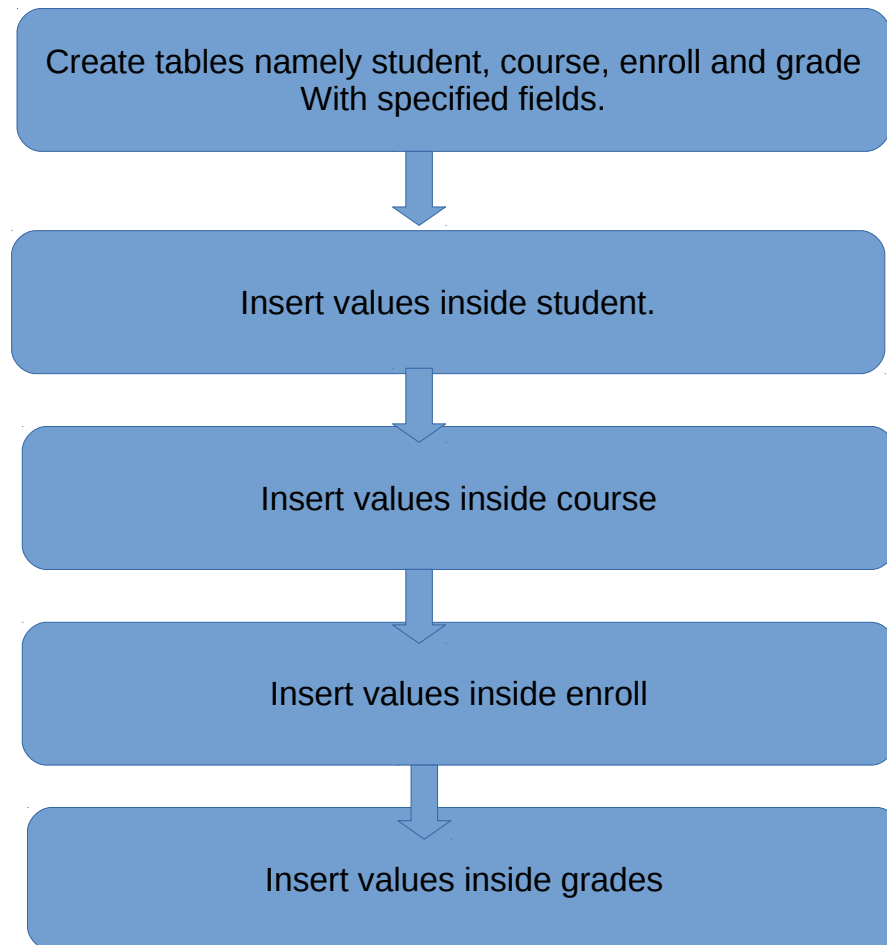 Create tables namely student, course, enroll and grade
With specified fields.
Insert values inside student.
Insert values inside course
Insert values inside enroll
Insert values inside grades